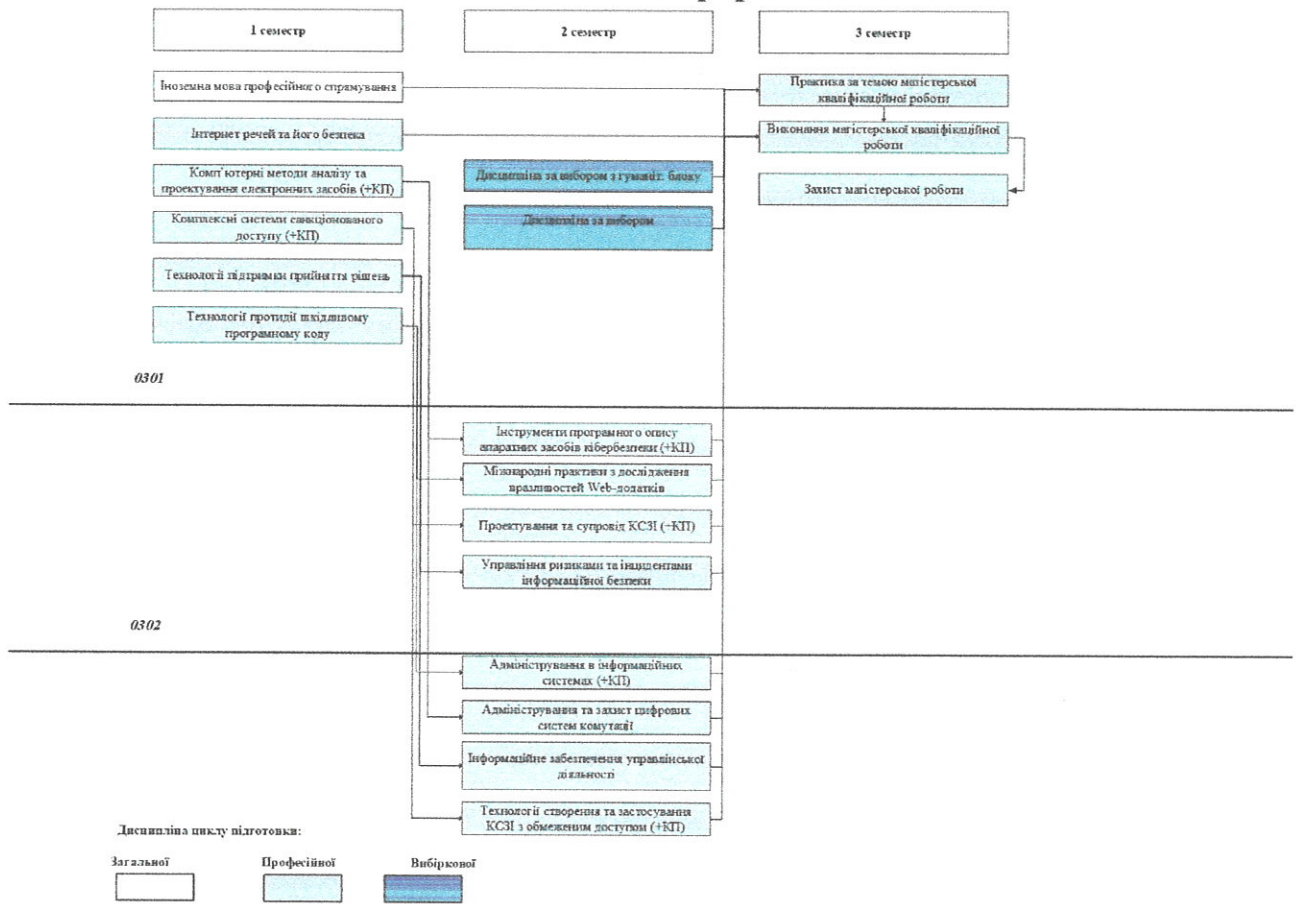 1 семестр
2 семестр
3 семестр
Іноземна мова професійного спрямування
Інтернет речей та його безпека
Комп'ютерні методи аналізу та
проектування електронних засобів (+КП)
Комплексні системи санкціонованого
доступу (+КП)
Технології підтримки прийняття рішень
Технології протидії шкідливому
програмному коду
Дисципліна за вибором з гуманіт. блоку
Дисципліна за вибором
Практика за темою магістерської
кваліфікаційної роботи
Виконання магістерської кваліфікаційної
роботи
Захист магістерської роботи
0301
Інструменти програмного опису
апаратних засобів кібербезпеки (+КП)
Міжнародні практики з дослідження
вразливостей Web-додатків
Проектування та супровід КСЗІ (+КП)
Управління ризиками та інцидентами
інформаційної безпеки
0302
Адміністрування в інформаційних
системах (+КП)
Адміністрування та захист цифрових
систем комутації
Інформаційне забезпечення управлінської
діяльності
Технології створення та застосування
КСЗІ з обмеженим доступом (+КП)
Дисципліна циклу підготовки:
Загальної
Професійної
Вибіркової